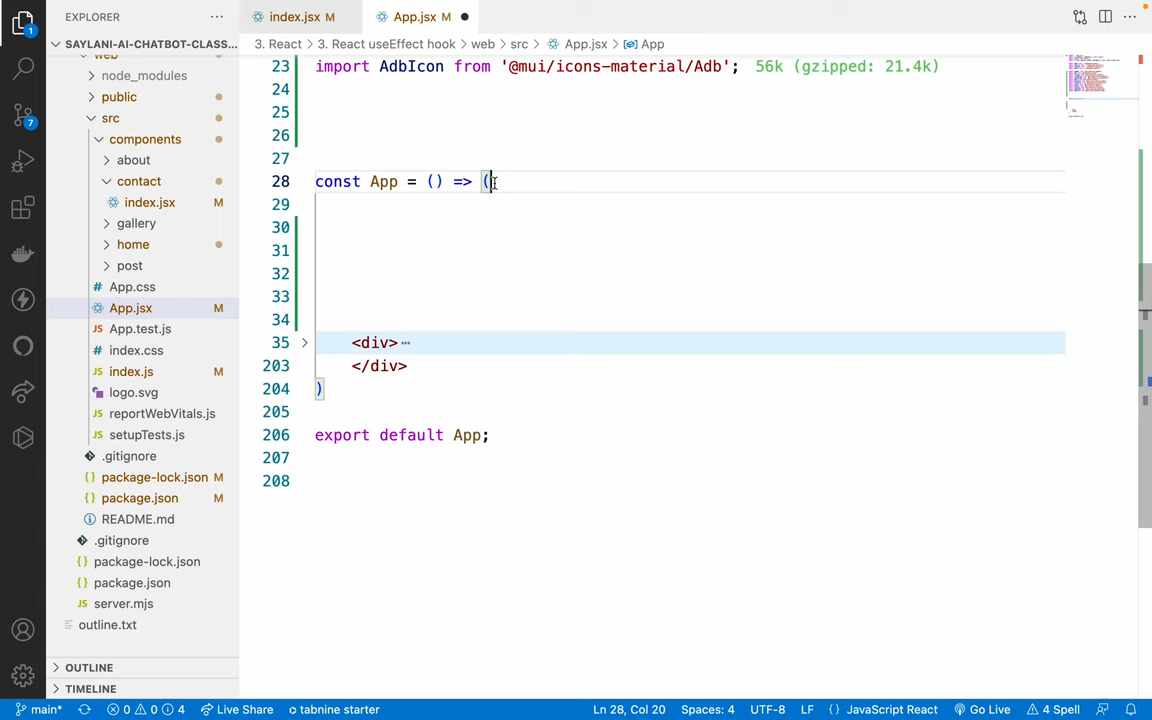 EXPLORER
index.jsx M
App.jsx M
SAYLANI-AI-CHATBOT-CLASS...
3. React > 3. React useEffect hook > web > src > App.jsx > App
web
node_modules
public
src
components
about
contact
index.jsx M
gallery
home
post
App.css
App.jsx M
App.test.js
index.css
index.js M
logo.svg
reportWebVitals.js
setupTests.js
.gitignore
package-lock.json M
package.json M
README.md
.gitignore
package-lock.json
package.json
server.mjs
outline.txt
OUTLINE
TIMELINE
1
7
23 import AdbIcon from '@mui/icons-material/Adb'; 56k (gzipped: 21.4k)
24
25
26
27
28 const App = () => (
29
30
31
32
33
34
35 <div>⋯
203 </div>
204 )
205
206 export default App;
207
208
main* 0 0 4 Live Share tabnine starter Ln 28, Col 20 Spaces: 4 UTF-8 LF {} JavaScript React Go Live 4 Spell